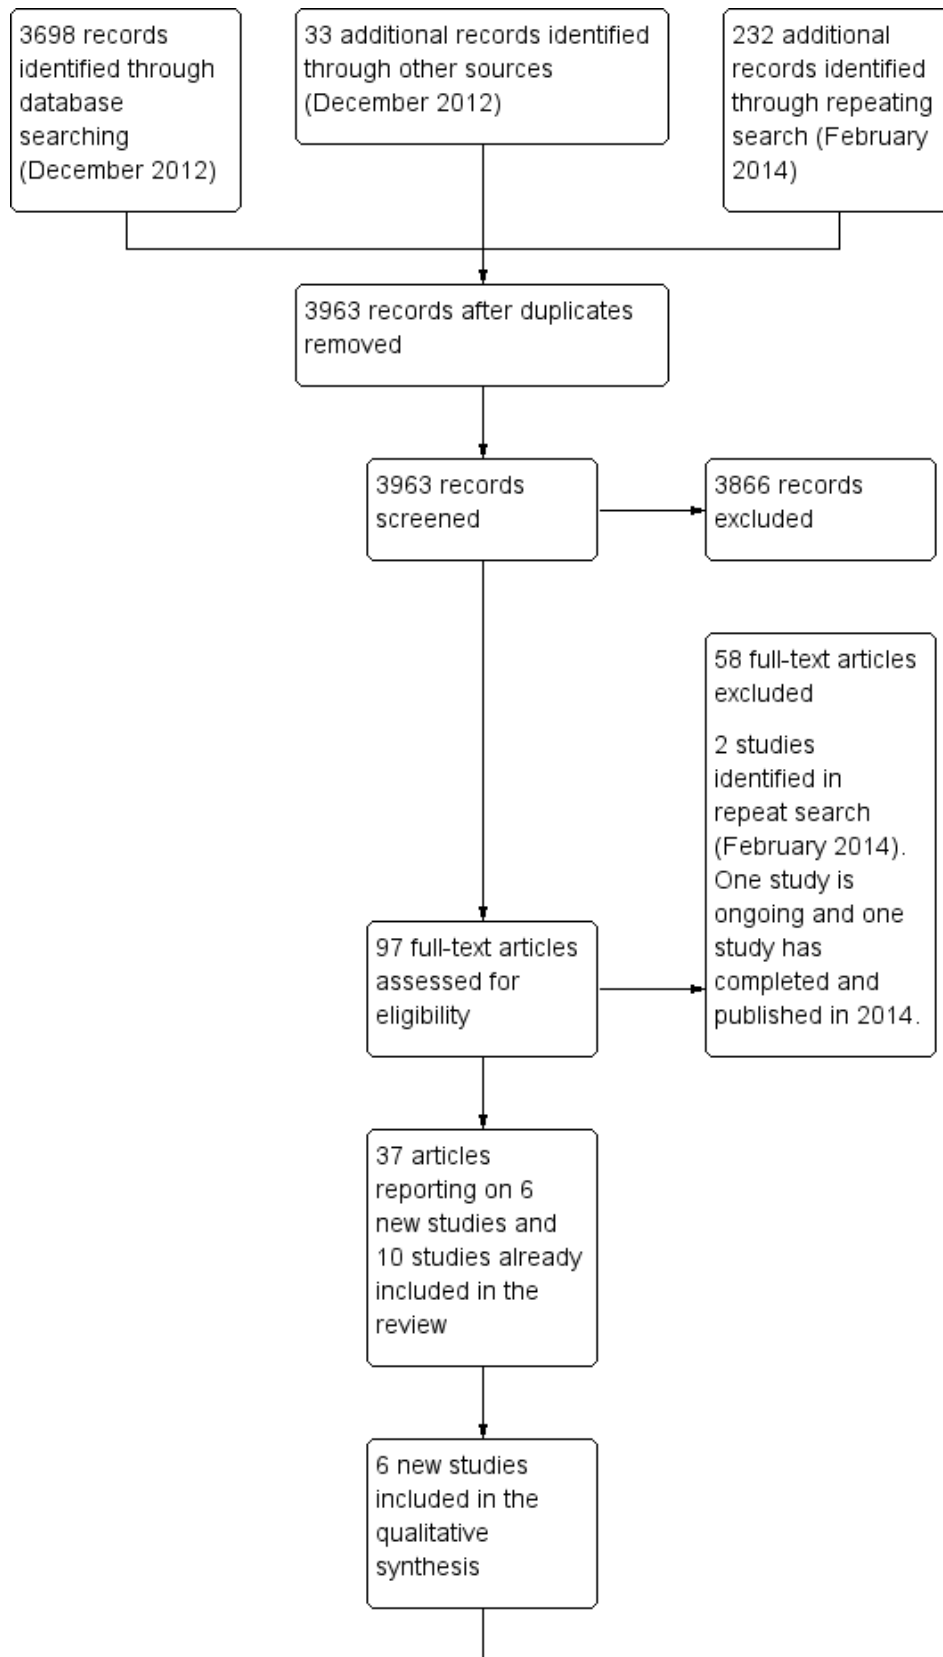 3698 records
identified through
database
searching
(December 2012)
33 additional records identified
through other sources
(December 2012)
232 additional
records identified
through repeating
search (February
2014)
3963 records after duplicates
removed
3963 records
screened
3866 records
excluded
58 full-text articles
excluded
2 studies
identified in
repeat search
(February 2014).
One study is
ongoing and one
study has
completed and
published in 2014.
97 full-text articles
assessed for
eligibility
37 articles
reporting on 6
new studies and
10 studies already
included in the
review
6 new studies
included in the
qualitative
synthesis